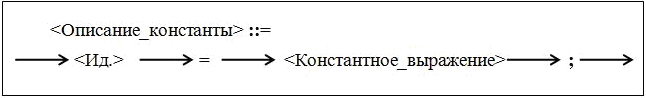 <Описание_константы> ::=
<Ид.> = <Константное_выражение> ;